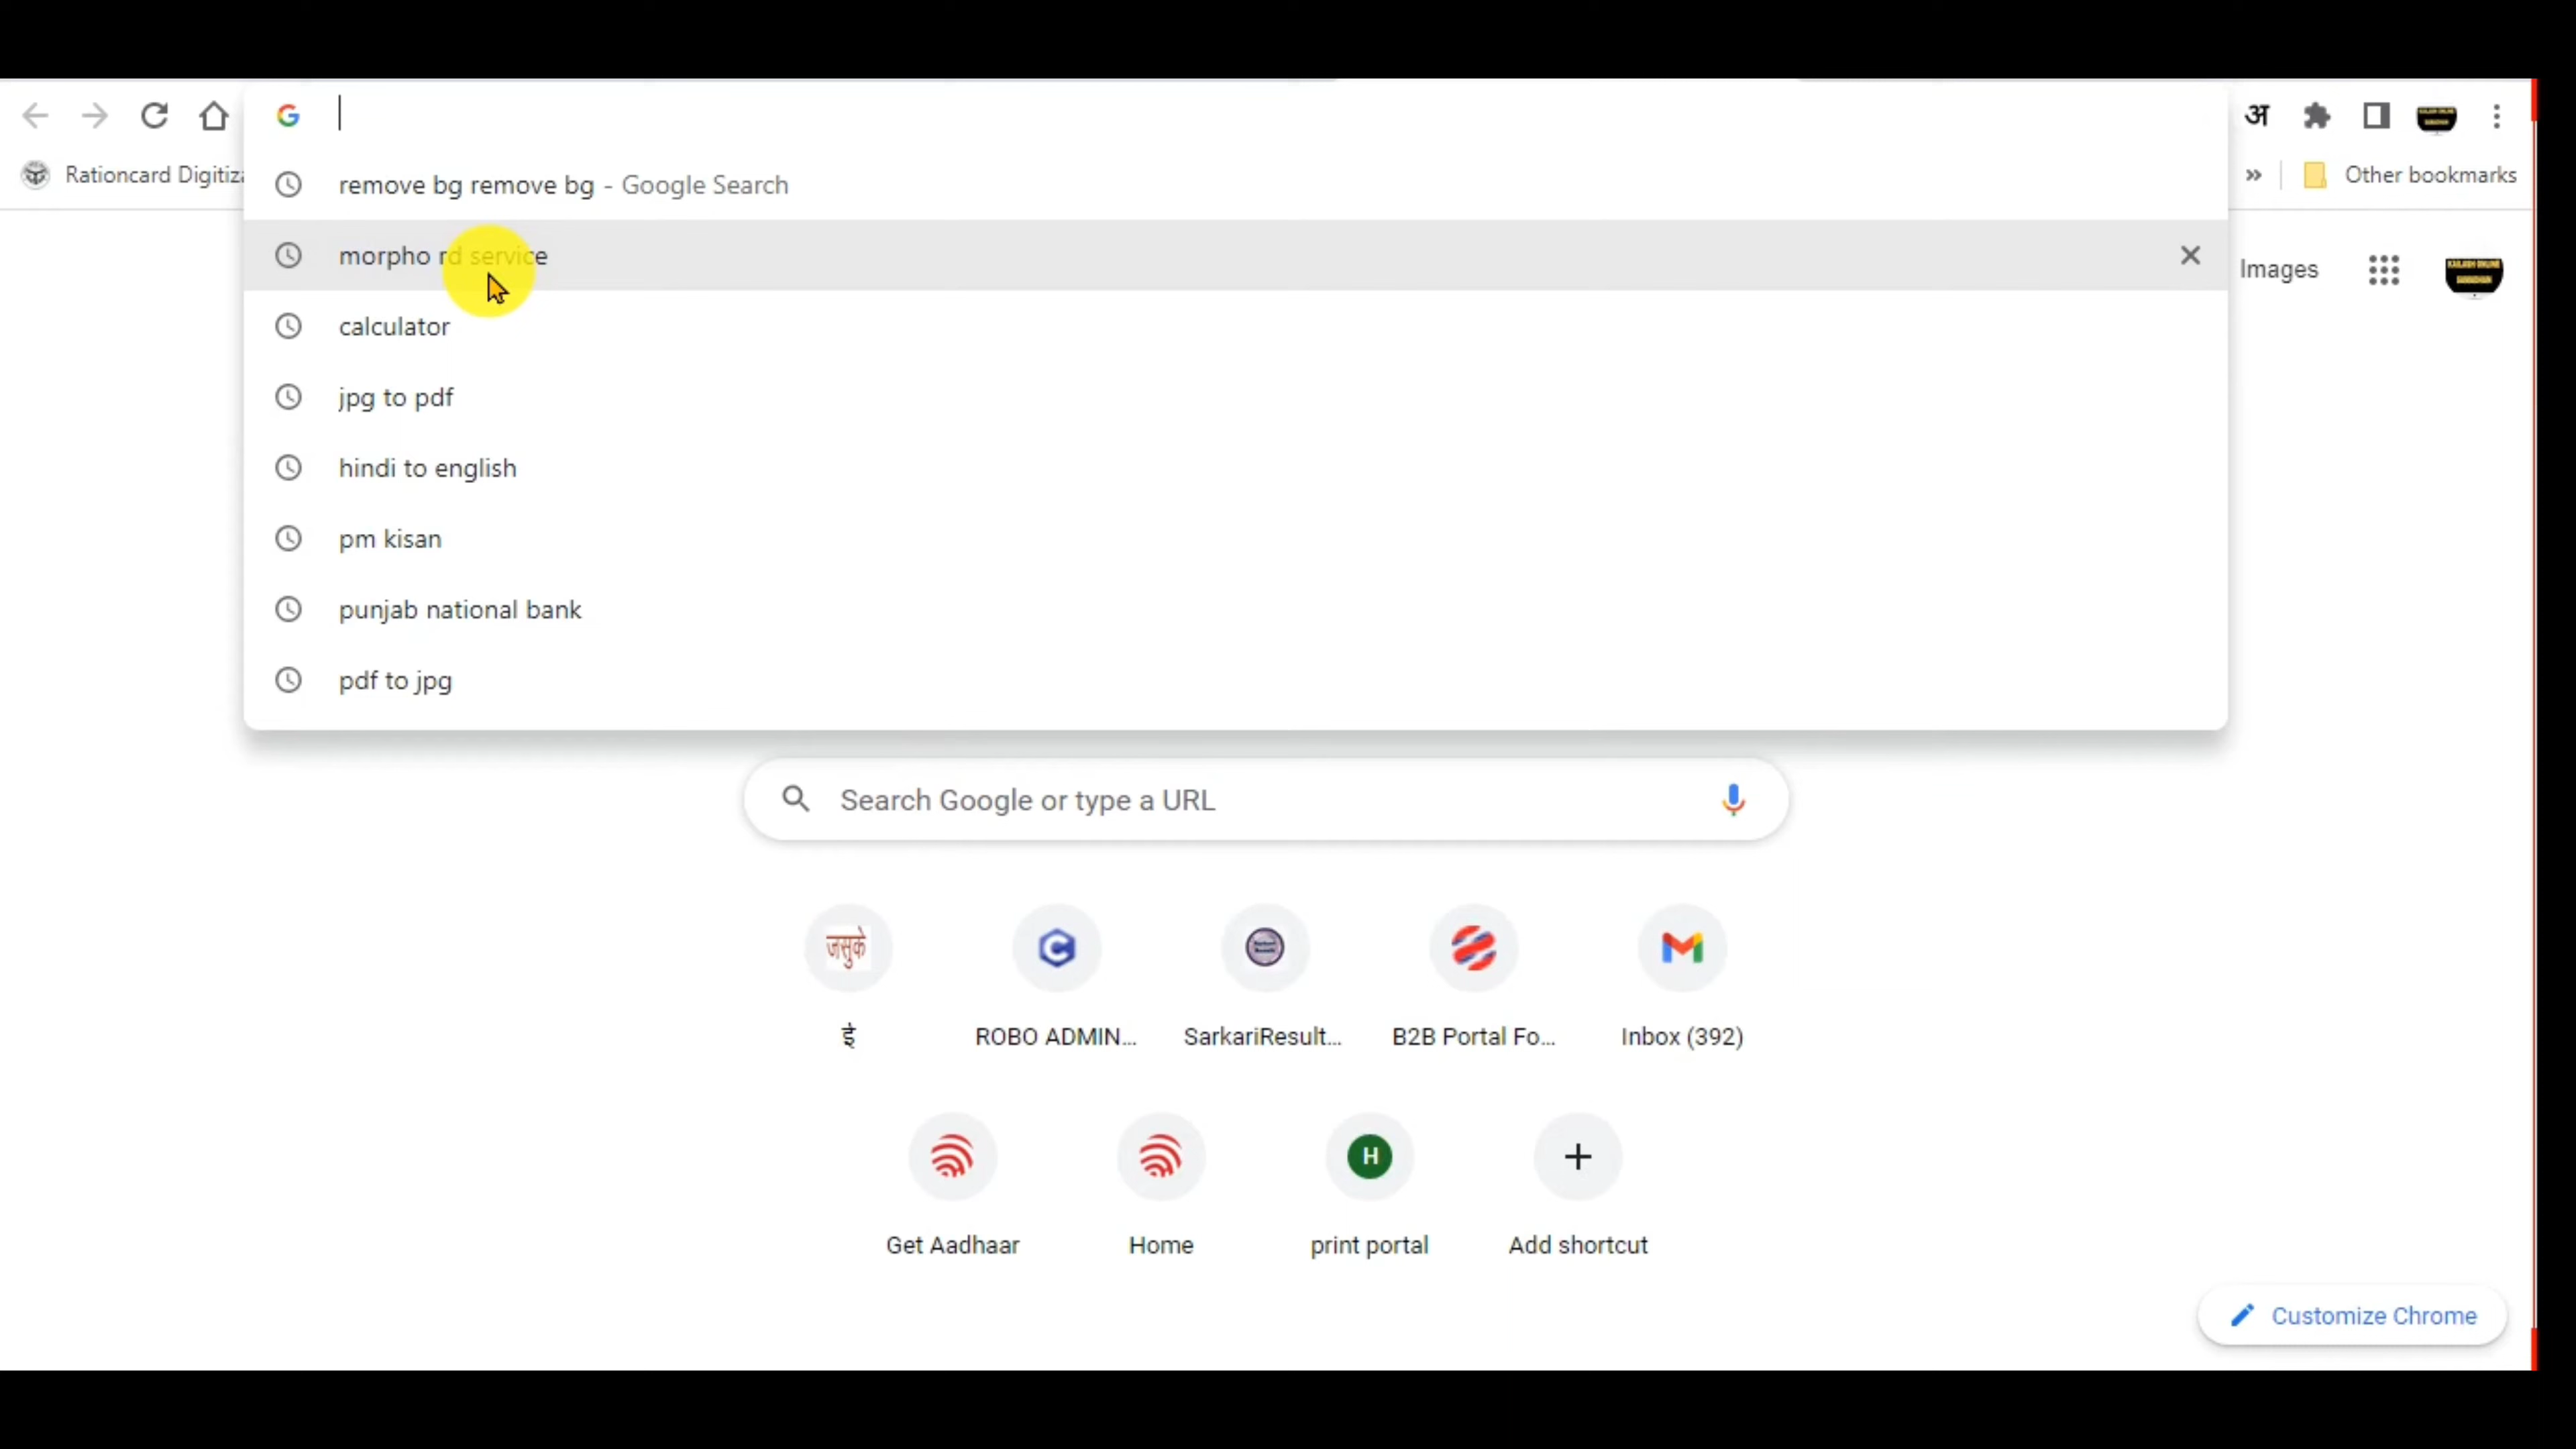 अ
Rationcard Digitiza
Other bookmarks
remove bg remove bg - Google Search
morpho rd service
Images
calculator
jpg to pdf
hindi to english
pm kisan
punjab national bank
pdf to jpg
Search Google or type a URL
जसुके
ई
ROBO ADMIN...
SarkariResult...
B2B Portal Fo...
Inbox (392)
H
Get Aadhaar
Home
print portal
Add shortcut
Customize Chrome